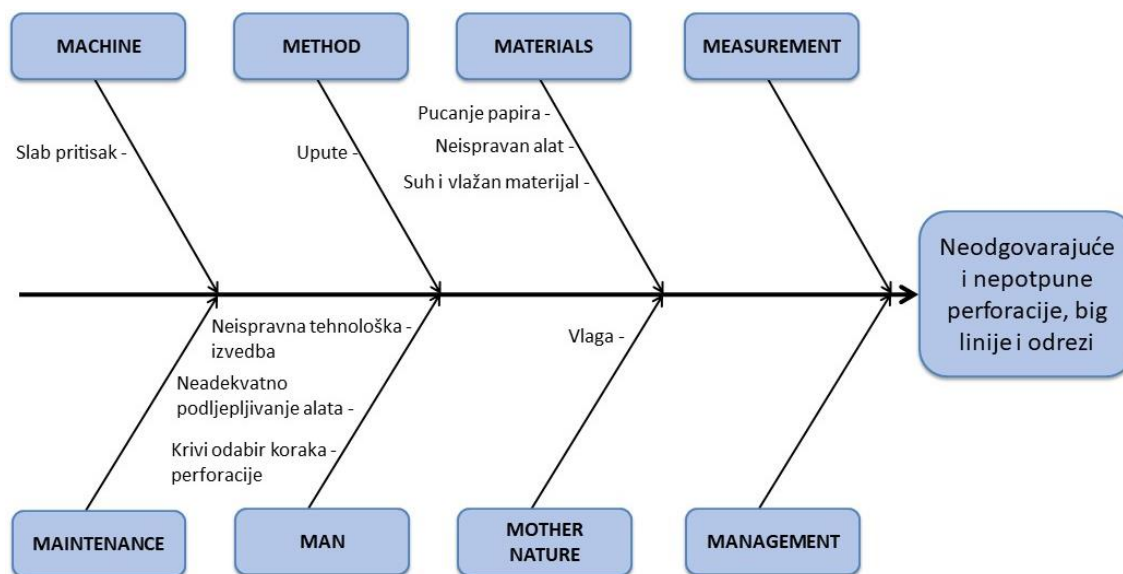 MACHINE
METHOD
MATERIALS
MEASUREMENT
Slab pritisak -
Upute -
Pucanje papira -
Neispravan alat -
Suh i vlažan materijal -
Neodgovarajuće
i nepotpune
perforacije, big
linije i odrezi
Neispravna tehnološka -
izvedba
Neadekvatno
podljepljivanje alata -
Krivi odabir koraka -
perforacije
Vlaga -
MAINTENANCE
MAN
MOTHER
NATURE
MANAGEMENT